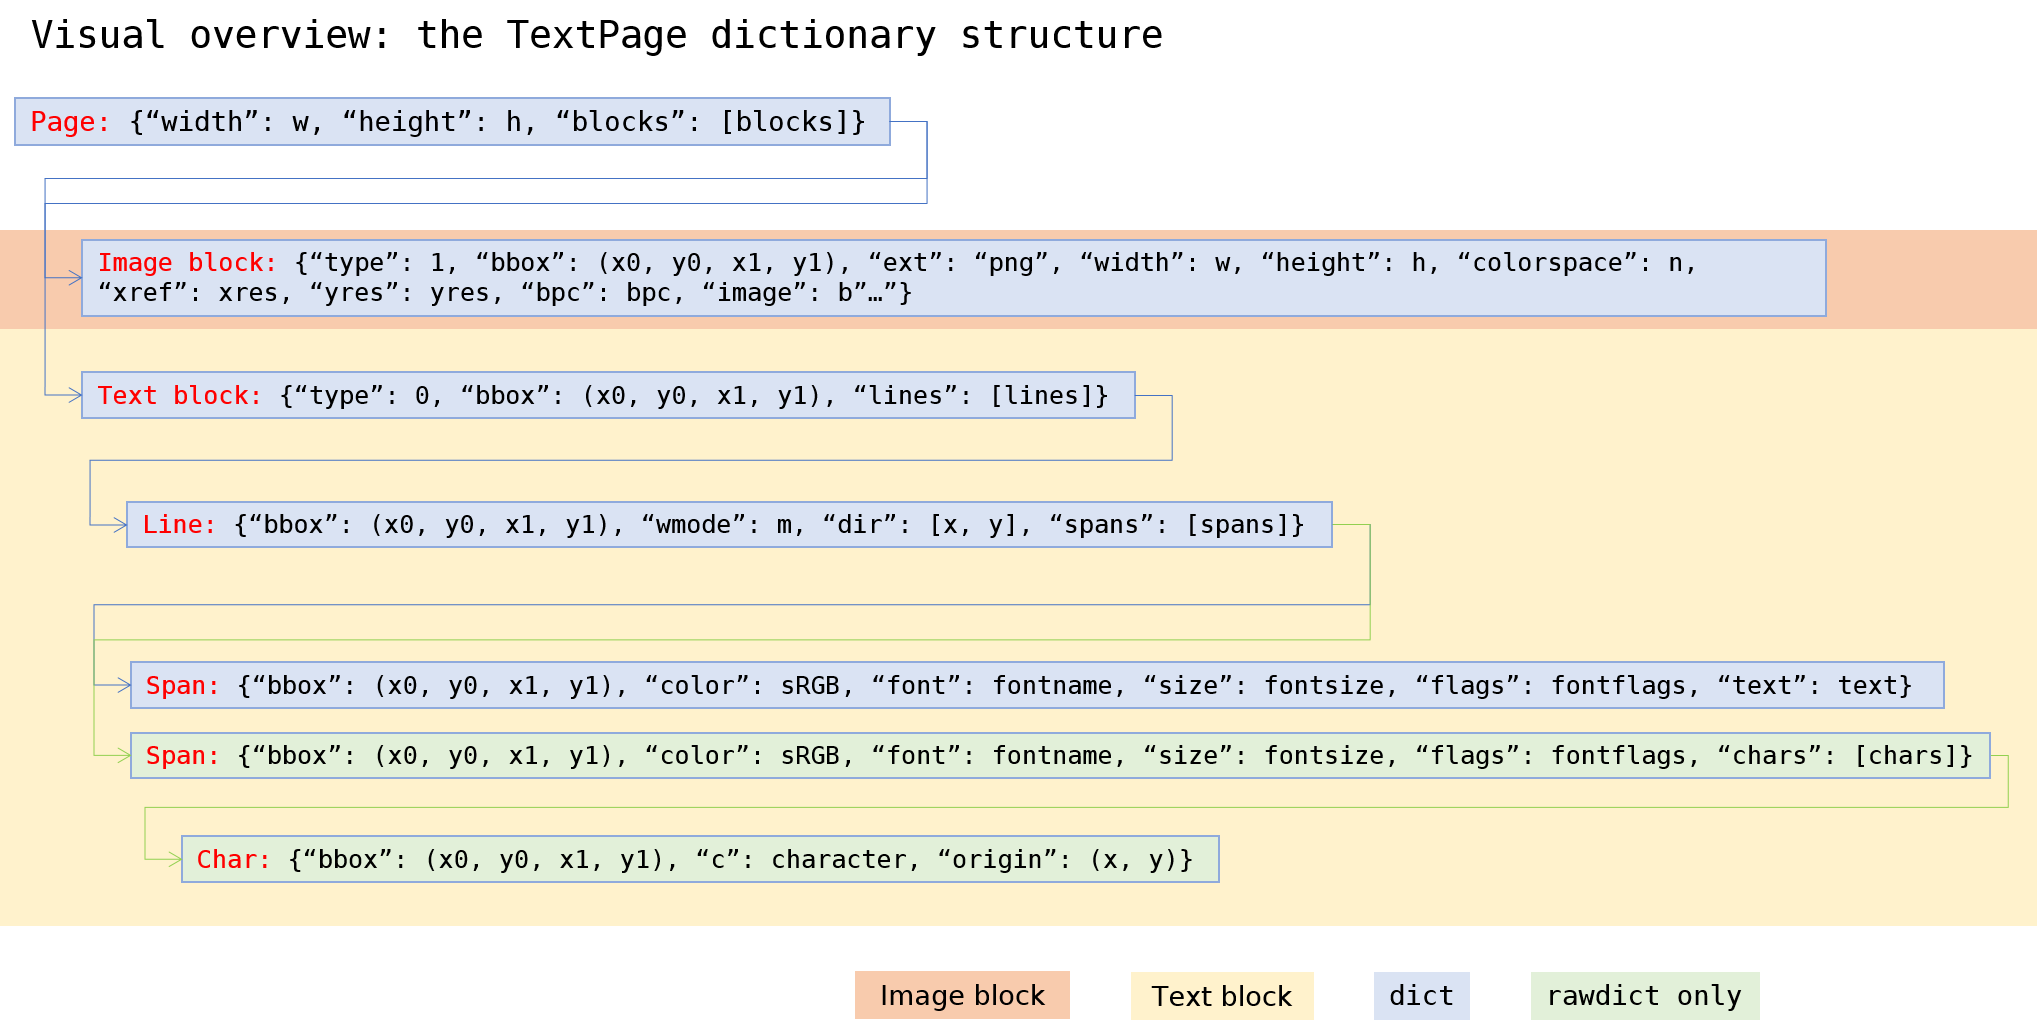 Visual overview: the TextPage dictionary structure
Page: {“width”: w, “height”: h, “blocks”: [blocks]}
Image block: {“type”: 1, “bbox”: (x0, y0, x1, y1), “ext”: “png”, “width”: w, “height”: h, “colorspace”: n,
“xref”: xres, “yres”: yres, “bpc”: bpc, “image”: b”…”}
Text block: {“type”: 0, “bbox”: (x0, y0, x1, y1), “lines”: [lines]}
Line: {“bbox”: (x0, y0, x1, y1), “wmode”: m, “dir”: [x, y], “spans”: [spans]}
Span: {“bbox”: (x0, y0, x1, y1), “color”: sRGB, “font”: fontname, “size”: fontsize, “flags”: fontflags, “text”: text}
Span: {“bbox”: (x0, y0, x1, y1), “color”: sRGB, “font”: fontname, “size”: fontsize, “flags”: fontflags, “chars”: [chars]}
Char: {“bbox”: (x0, y0, x1, y1), “c”: character, “origin”: (x, y)}
Image block Text block dict rawdict only